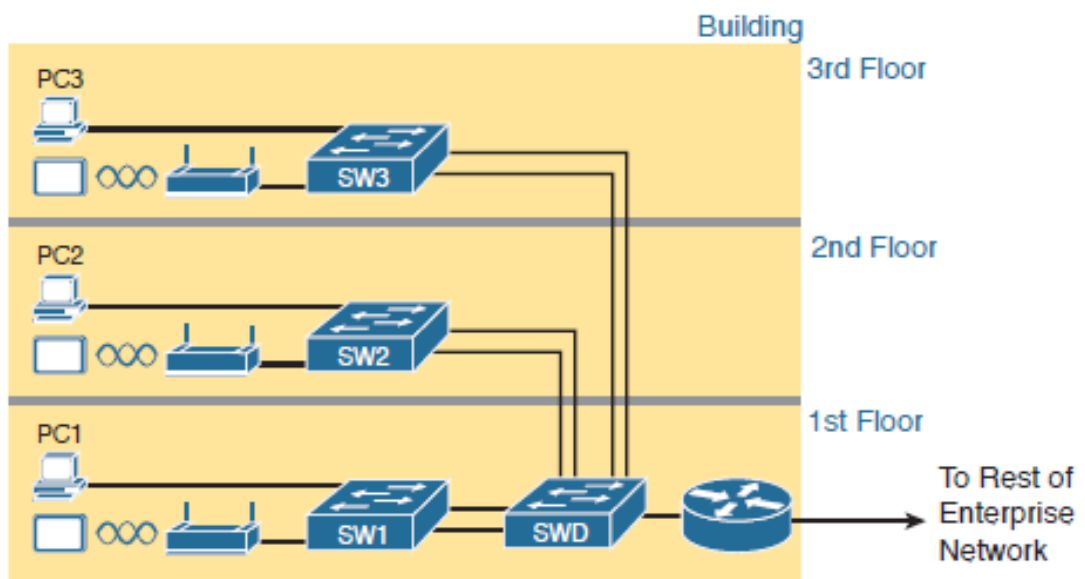 Building
3rd Floor
PC3
SW3
2nd Floor
PC2
SW2
1st Floor
PC1
SW1
SWD
To Rest of
Enterprise
Network